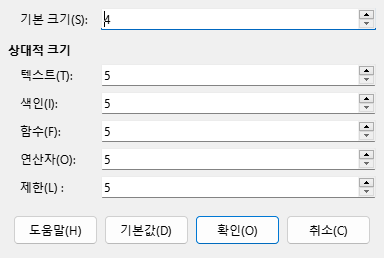 기본 크기(S): 4
상대적 크기
텍스트(T): 5
색인(I): 5
함수(F): 5
연산자(O): 5
제한(L) : 5
도움말(H) 기본값(D) 확인(O) 취소(C)